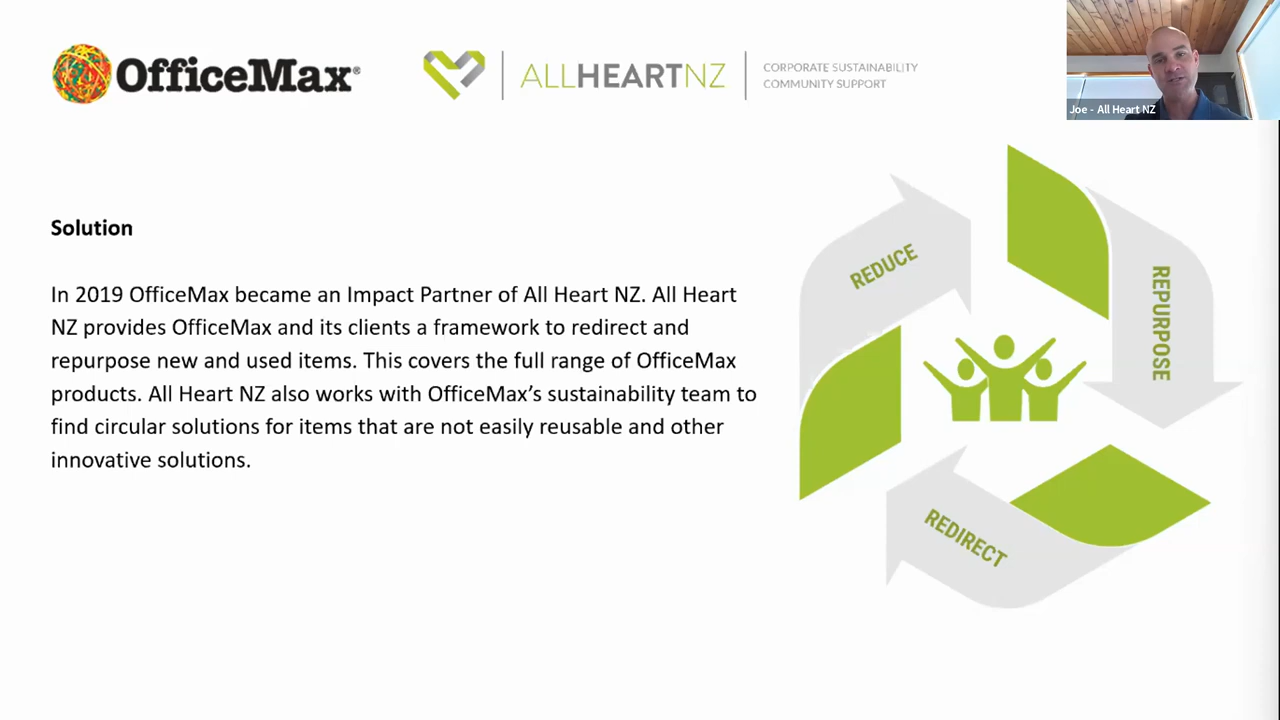 OfficeMax®
ALLHEARTNZ
CORPORATE SUSTAINABILITY
COMMUNITY SUPPORT
Joe - All Heart NZ
Solution
In 2019 OfficeMax became an Impact Partner of All Heart NZ. All Heart
NZ provides OfficeMax and its clients a framework to redirect and
repurpose new and used items. This covers the full range of OfficeMax
products. All Heart NZ also works with OfficeMax’s sustainability team to
find circular solutions for items that are not easily reusable and other
innovative solutions.
REDUCE
REPURPOSE
REDIRECT